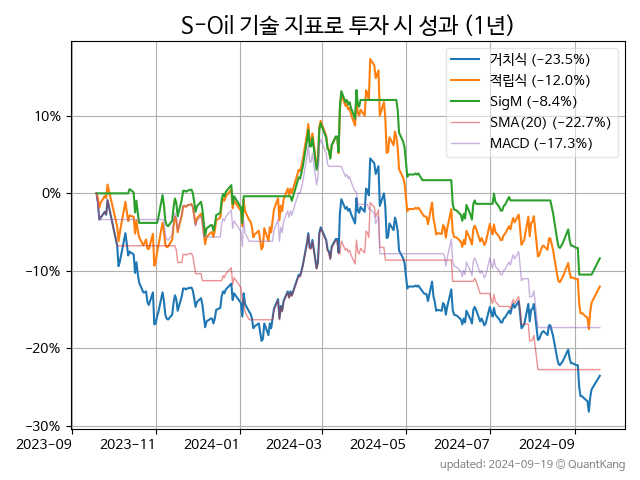 S-Oil 기술 지표로 투자 시 성과 (1년)
거치식 (−23.5%)
적립식 (−12.0%)
SigM (−8.4%)
SMA(20) (−22.7%)
MACD (−17.3%)
10%
0%
−10%
−20%
−30%
2023-09 2023-11 2024-01 2024-03 2024-05 2024-07 2024-09
updated: 2024-09-19 © QuantKang